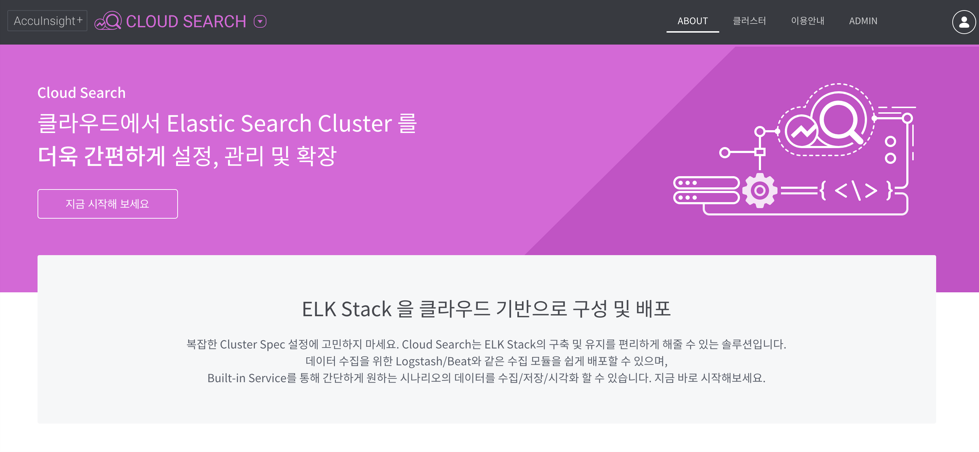 AccuInsight+
CLOUD SEARCH
ABOUT
클러스터
이용안내
ADMIN
Cloud Search
클라우드에서 Elastic Search Cluster 를
더욱 간편하게 설정, 관리 및 확장
지금 시작해 보세요
ELK Stack 을 클라우드 기반으로 구성 및 배포
복잡한 Cluster Spec 설정에 고민하지 마세요. Cloud Search는 ELK Stack의 구축 및 유지를 편리하게 해줄 수 있는 솔루션입니다.
데이터 수집을 위한 Logstash/Beat와 같은 수집 모듈을 쉽게 배포할 수 있으며,
Built-in Service를 통해 간단하게 원하는 시나리오의 데이터를 수집/저장/시각화 할 수 있습니다. 지금 바로 시작해보세요.